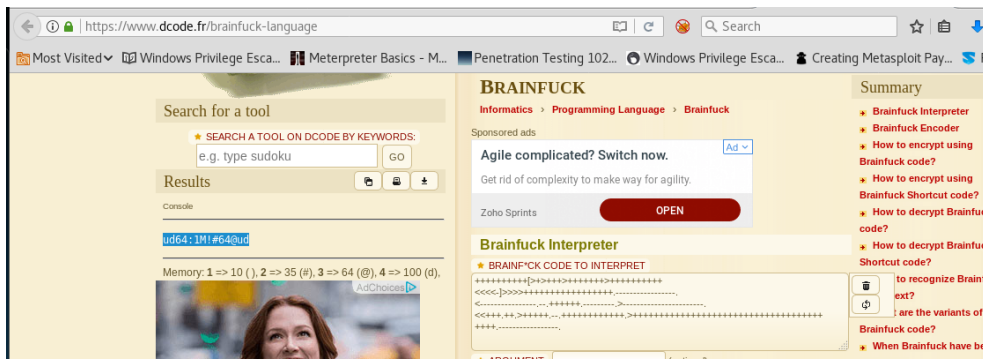 https://www.dcode.fr/brainfuck-language
Search
Most Visited
Windows Privilege Esca...
Meterpreter Basics - M...
Penetration Testing 102...
Windows Privilege Esca...
Creating Metasploit Pay...
Search for a tool
SEARCH A TOOL ON DCODE BY KEYWORDS:
e.g. type sudoku
GO
Results
Console
ud64:1M!#64@ud
Memory: 1 => 10 ( ), 2 => 35 (#), 3 => 64 (@), 4 => 100 (d),
AdChoices
BRAINFUCK
Informatics › Programming Language › Brainfuck
Sponsored ads
Ad
Agile complicated? Switch now.
Get rid of complexity to make way for agility.
Zoho Sprints
OPEN
Brainfuck Interpreter
BRAINF*CK CODE TO INTERPRET
Summary
Brainfuck Interpreter
Brainfuck Encoder
How to encrypt using
Brainfuck code?
How to encrypt using
Brainfuck Shortcut code?
How to decrypt Brainfu
code?
How to decrypt Brainfu
Shortcut code?
to recognize Brain
ext?
are the variants of
Brainfuck code?
When Brainfuck have be